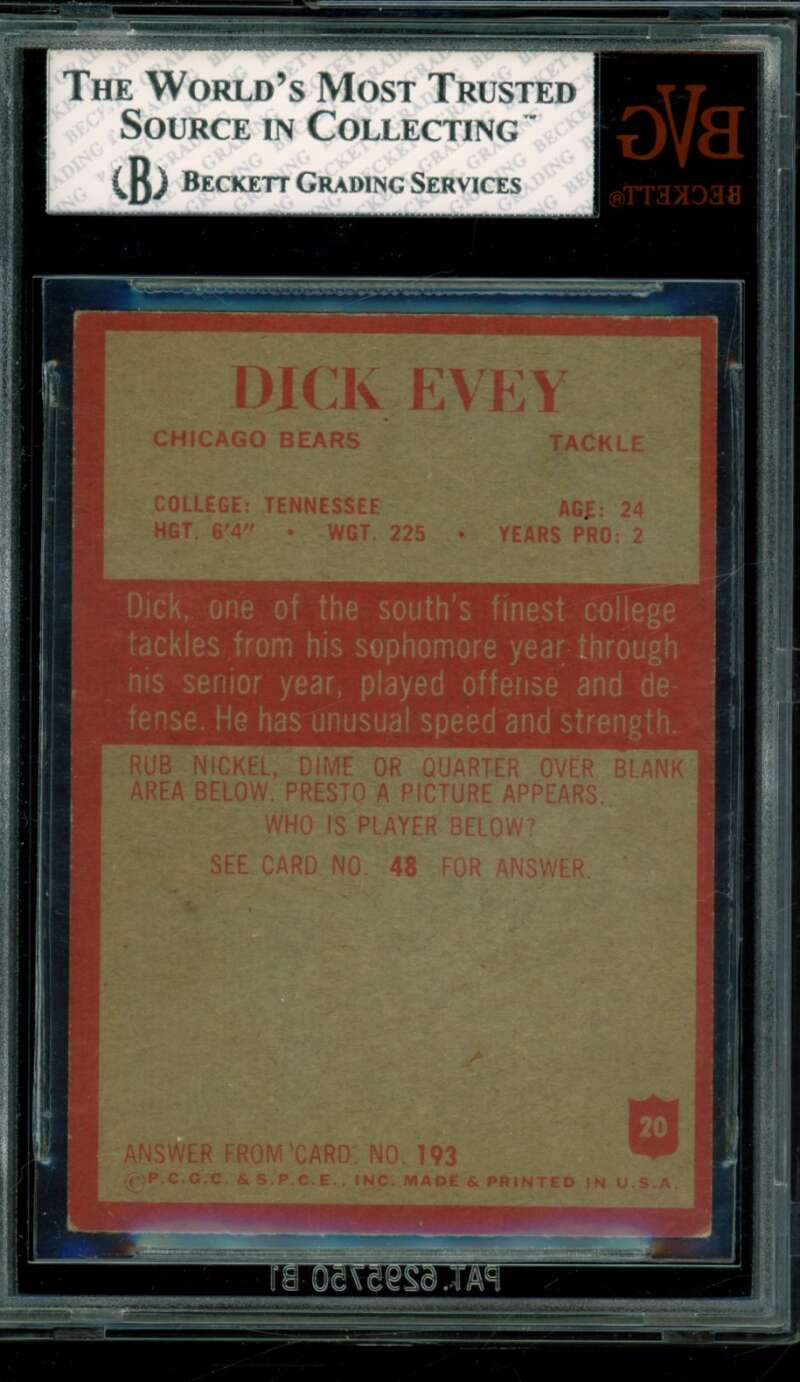 THE WORLD'S MOST TRUSTED
SOURCE IN COLLECTING™
(B) BECKETT GRADING SERVICES
BVG
BECKETT®
DICK EVEY
CHICAGO BEARS TACKLE
COLLEGE: TENNESSEE AGE: 24
HGT. 6'4" • WGT. 225 • YEARS PRO: 2
Dick, one of the south's finest college
tackles from his sophomore year through
his senior year, played offense and de-
fense. He has unusual speed and strength.
RUB NICKEL, DIME OR QUARTER OVER BLANK
AREA BELOW. PRESTO A PICTURE APPEARS.
WHO IS PLAYER BELOW?
SEE CARD NO. 48 FOR ANSWER.
20
ANSWER FROM CARD. NO. 193
©P.C.G.C. & S.P.C.E., INC. MADE & PRINTED IN U.S.A.
PAT. 6295750 B1